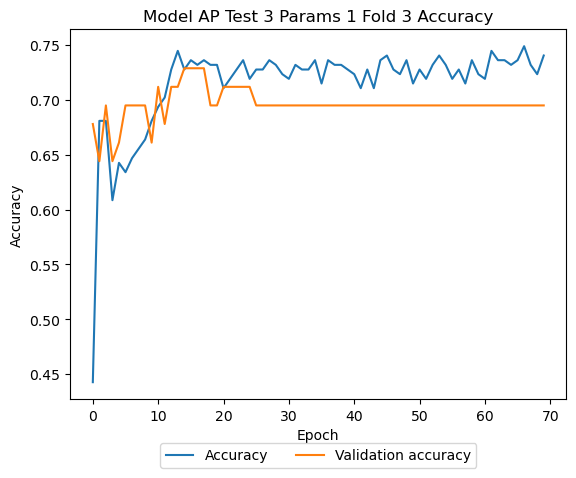 Model AP Test 3 Params 1 Fold 3 Accuracy
0.75
0.70
0.65
0.60
0.55
0.50
0.45
Accuracy
0 10 20 30 40 50 60 70
Epoch
Accuracy Validation accuracy